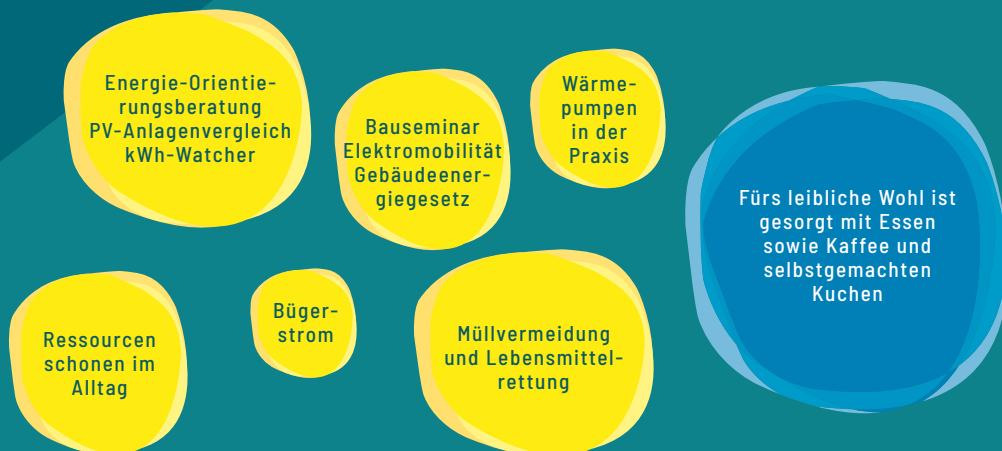 Energie-Orientie-
rungsberatung
PV-Anlagenvergleich
kWh-Watcher
Bauseminar
Elektromobilität
Gebäudeener-
giegesetz
Wärme-
pumpen
in der
Praxis
Fürs leibliche Wohl ist
gesorgt mit Essen
sowie Kaffee und
selbstgemachten
Kuchen
Ressourcen
schonen im
Alltag
Büger-
strom
Müllvermeidung
und Lebensmittel-
rettung